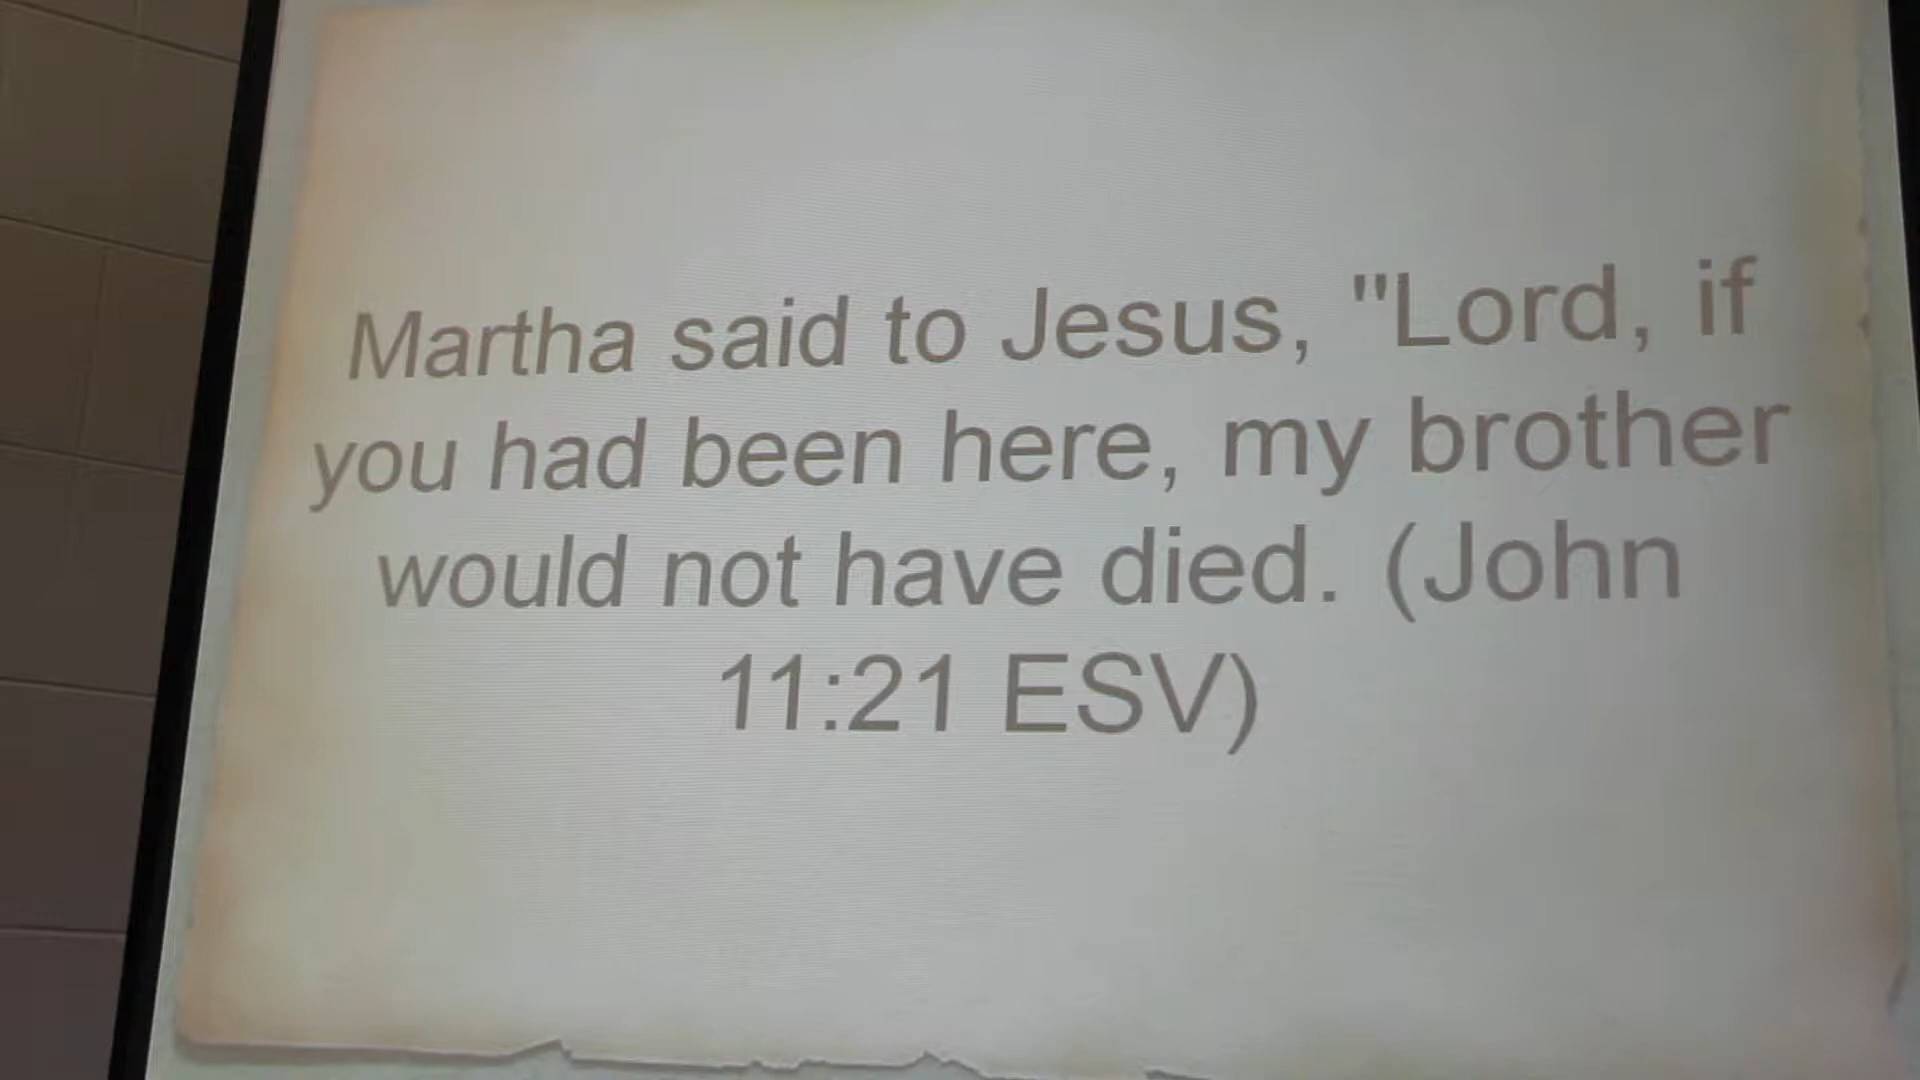 Martha said to Jesus, "Lord, if
you had been here, my brother
would not have died. (John
11:21 ESV)